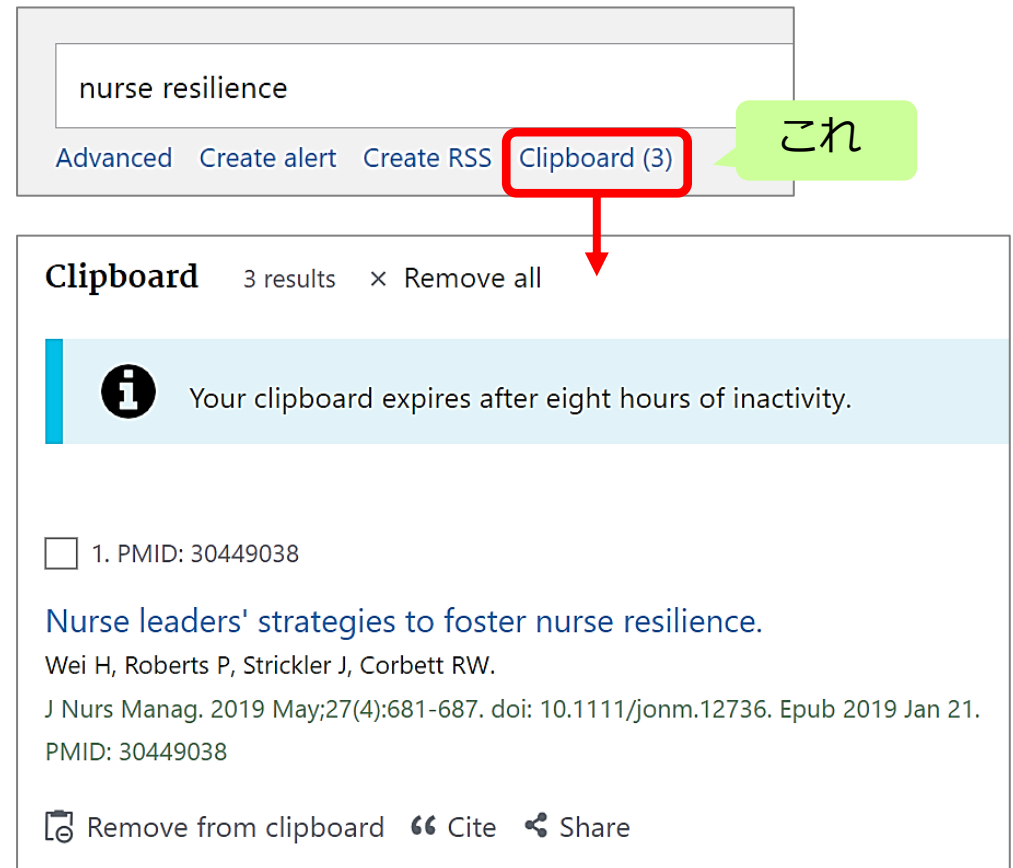 nurse resilience
Advanced Create alert Create RSS Clipboard (3)
これ
Clipboard 3 results × Remove all
Your clipboard expires after eight hours of inactivity.
1. PMID: 30449038
Nurse leaders' strategies to foster nurse resilience.
Wei H, Roberts P, Strickler J, Corbett RW.
J Nurs Manag. 2019 May;27(4):681-687. doi: 10.1111/jonm.12736. Epub 2019 Jan 21.
PMID: 30449038
Remove from clipboard Cite Share